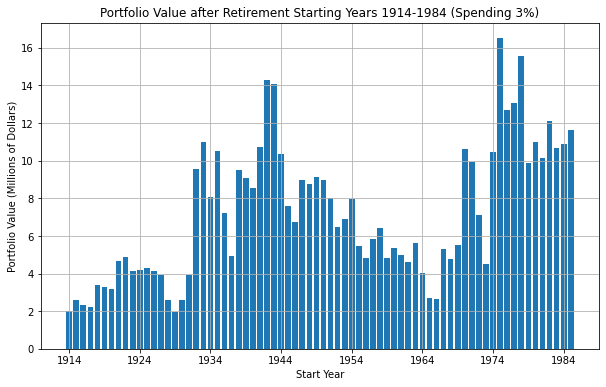 Portfolio Value after Retirement Starting Years 1914-1984 (Spending 3%)
Portfolio Value (Millions of Dollars)
16
14
12
10
8
6
4
2
0
1914 1924 1934 1944 1954 1964 1974 1984
Start Year